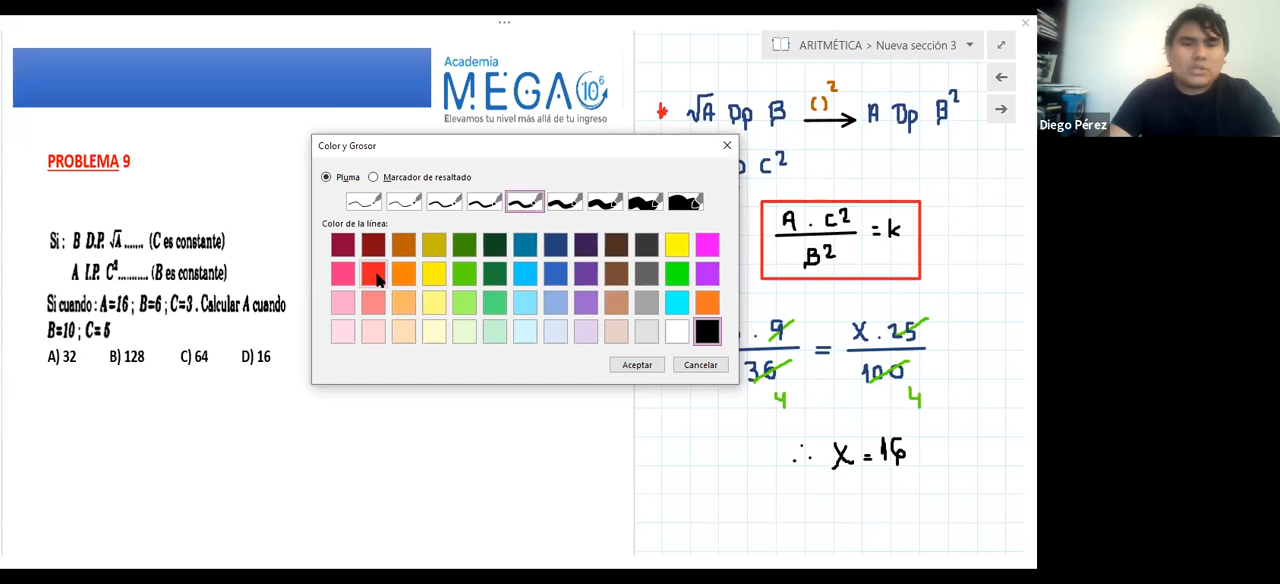 ARITMÉTICA > Nueva sección 3
Academia
MEGA 10⁶
Elevamos tu nivel más allá de tu ingreso
Diego Pérez
PROBLEMA 9
Si : B D.P. √A ....... (C es constante)
A I.P. C² .......... (B es constante)
Si cuando : A=16 ; B=6 ; C=3 . Calcular A cuando
B=10 ; C= 5
A) 32 B) 128 C) 64 D) 16
Color y Grosor
Pluma Marcador de resaltado
Color de la línea:
Aceptar Cancelar
√A Dp B ( )² → A Dp B²
C²
A . C²
= k
B²
. 9 = X . 25
36 100
4 4
∴ X = 16